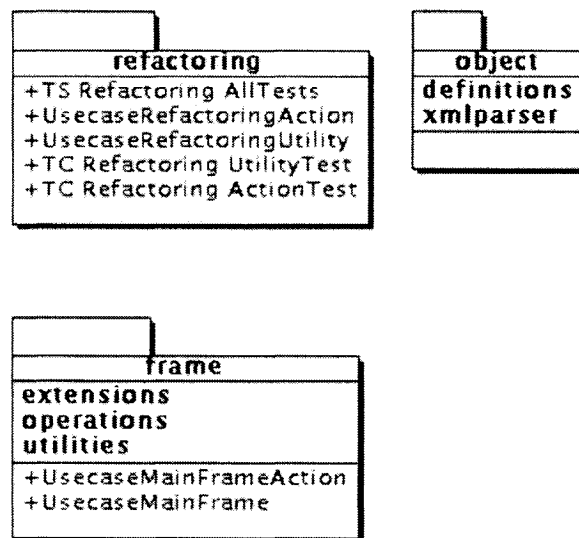 refactoring
+TS Refactoring AllTests
+UsecaseRefactoringAction
+UsecaseRefactoringUtility
+TC Refactoring UtilityTest
+TC Refactoring ActionTest
object
definitions
xmlparser
frame
extensions
operations
utilities
+UsecaseMainFrameAction
+UsecaseMainFrame